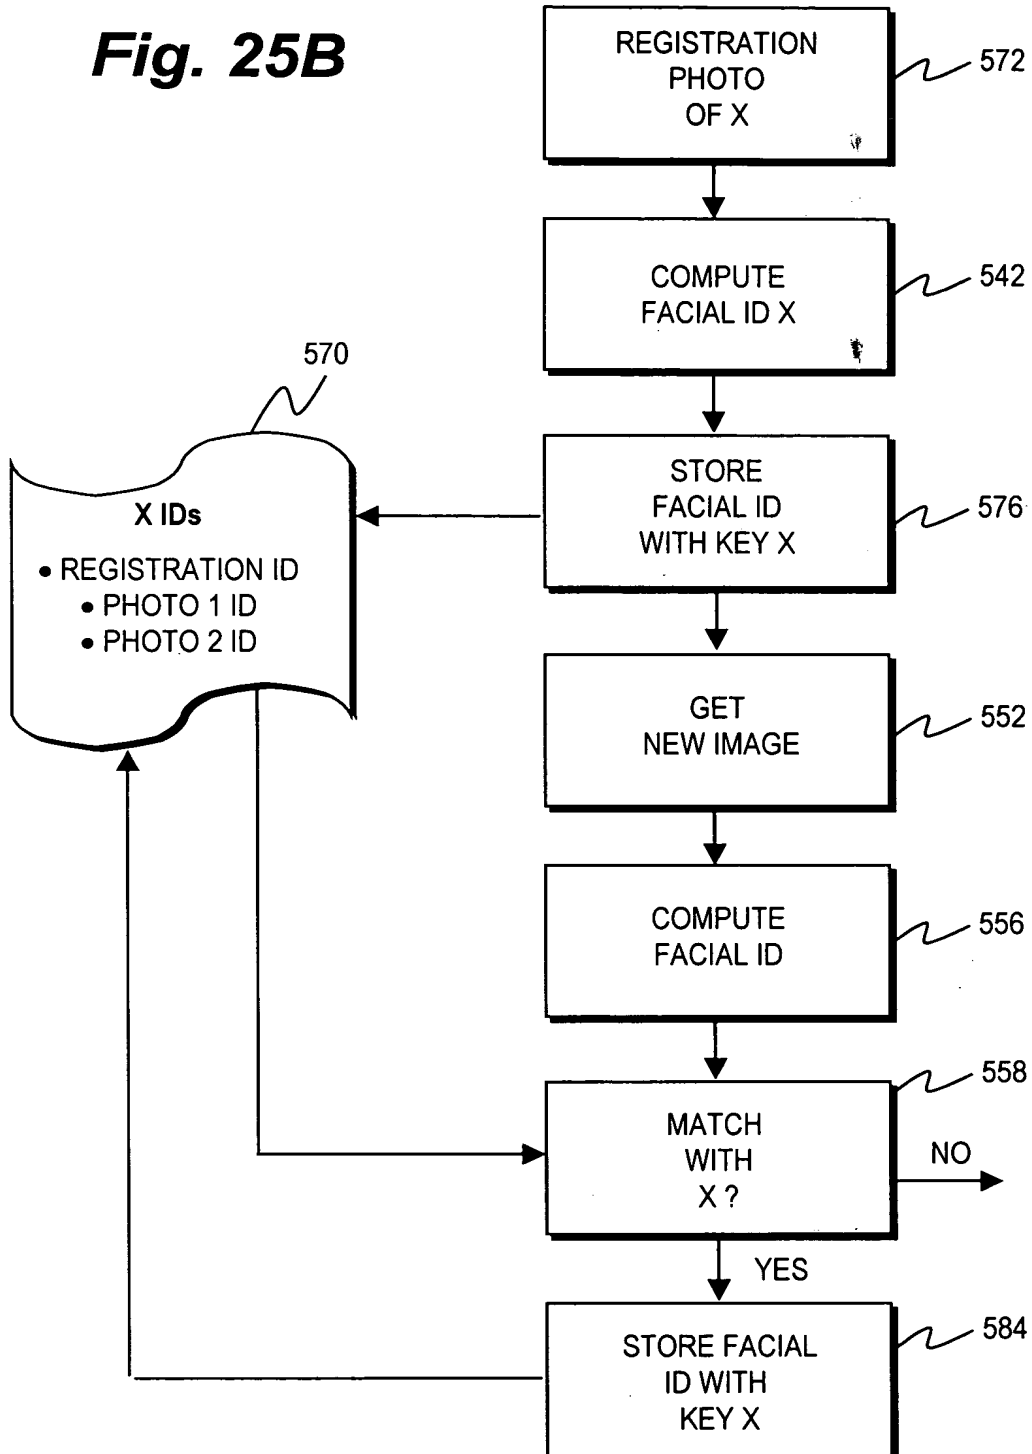 Fig. 25B
REGISTRATION
PHOTO
OF X
572
COMPUTE
FACIAL ID X
542
570
X IDs
• REGISTRATION ID
• PHOTO 1 ID
• PHOTO 2 ID
STORE
FACIAL ID
WITH KEY X
576
GET
NEW IMAGE
552
COMPUTE
FACIAL ID
556
MATCH
WITH
X ?
558
NO
YES
STORE FACIAL
ID WITH
KEY X
584